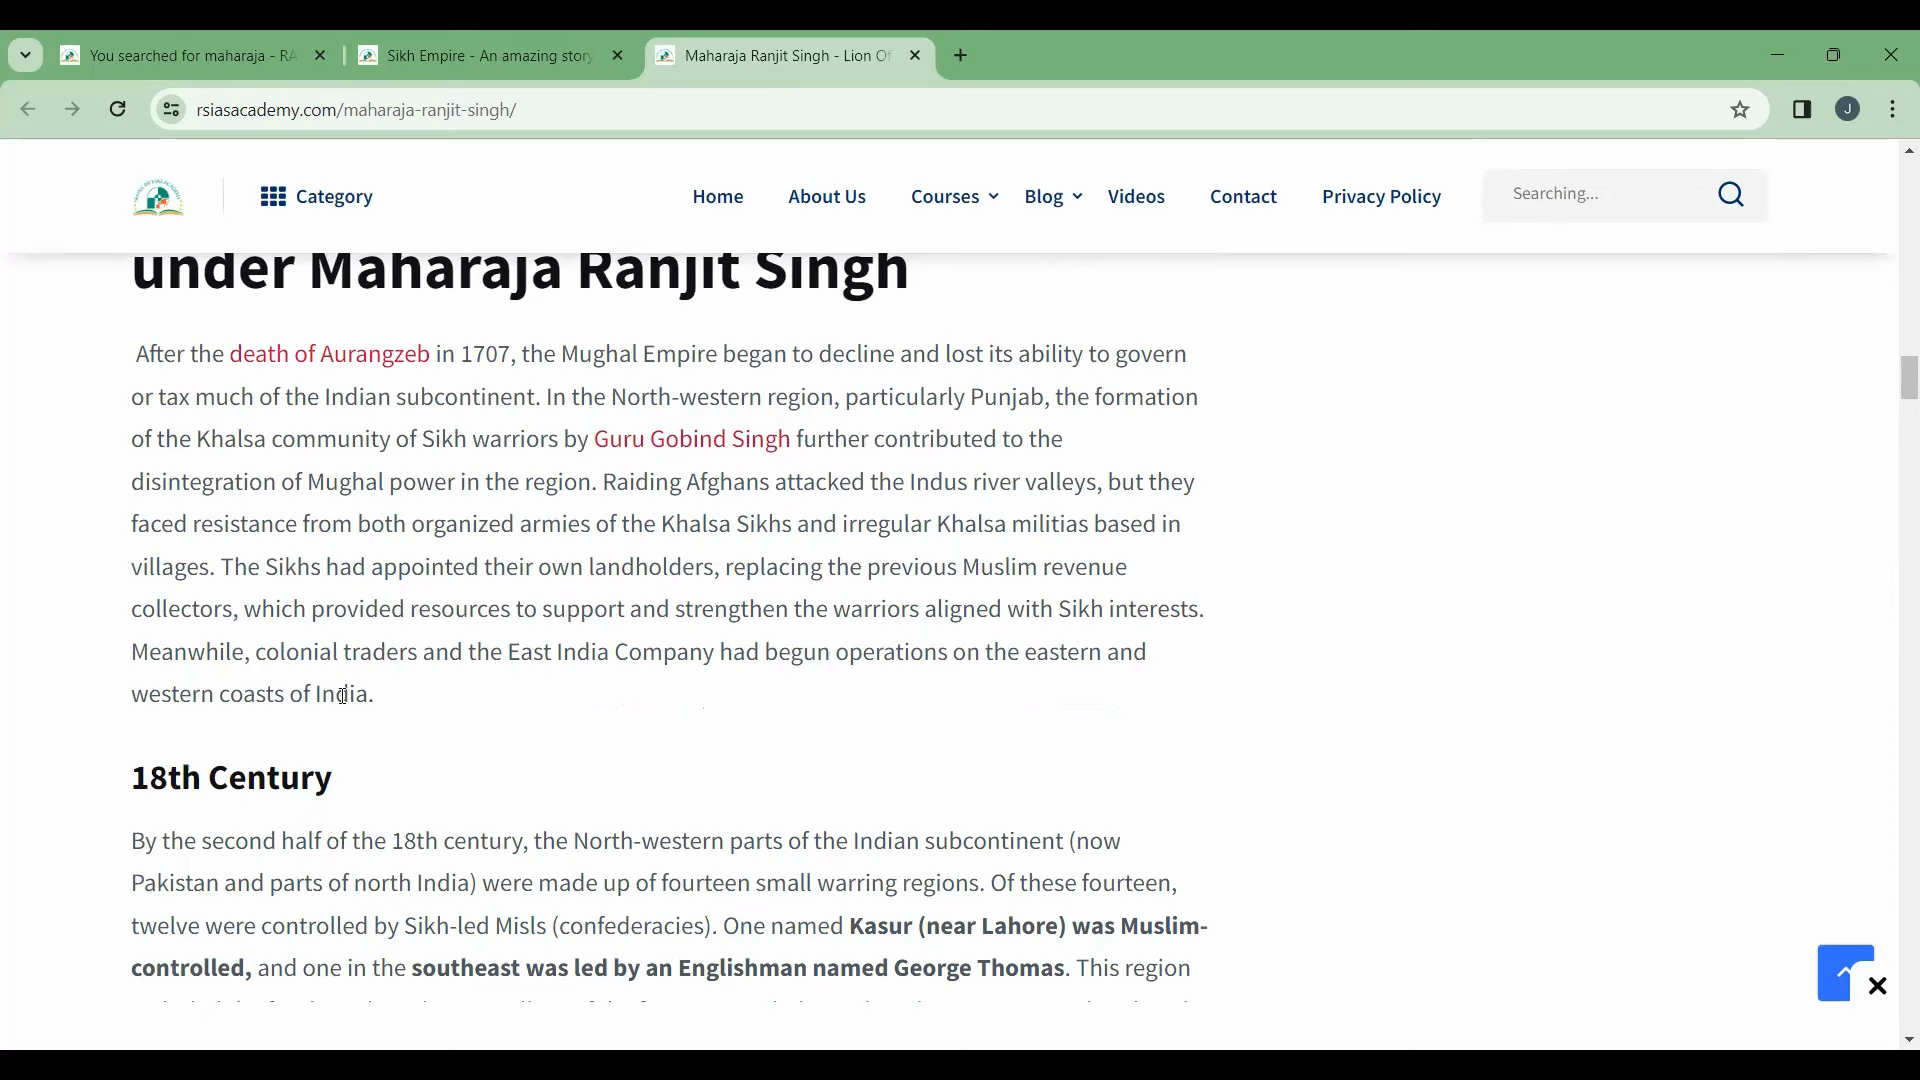 You searched for maharaja - RA
Sikh Empire - An amazing story
Maharaja Ranjit Singh - Lion Of
rsiasacademy.com/maharaja-ranjit-singh/
J
Category
Home
About Us
Courses
Blog
Videos
Contact
Privacy Policy
Searching...
under Maharaja Ranjit Singh
After the death of Aurangzeb in 1707, the Mughal Empire began to decline and lost its ability to govern
or tax much of the Indian subcontinent. In the North-western region, particularly Punjab, the formation
of the Khalsa community of Sikh warriors by Guru Gobind Singh further contributed to the
disintegration of Mughal power in the region. Raiding Afghans attacked the Indus river valleys, but they
faced resistance from both organized armies of the Khalsa Sikhs and irregular Khalsa militias based in
villages. The Sikhs had appointed their own landholders, replacing the previous Muslim revenue
collectors, which provided resources to support and strengthen the warriors aligned with Sikh interests.
Meanwhile, colonial traders and the East India Company had begun operations on the eastern and
western coasts of India.
18th Century
By the second half of the 18th century, the North-western parts of the Indian subcontinent (now
Pakistan and parts of north India) were made up of fourteen small warring regions. Of these fourteen,
twelve were controlled by Sikh-led Misls (confederacies). One named Kasur (near Lahore) was Muslim-
controlled, and one in the southeast was led by an Englishman named George Thomas. This region